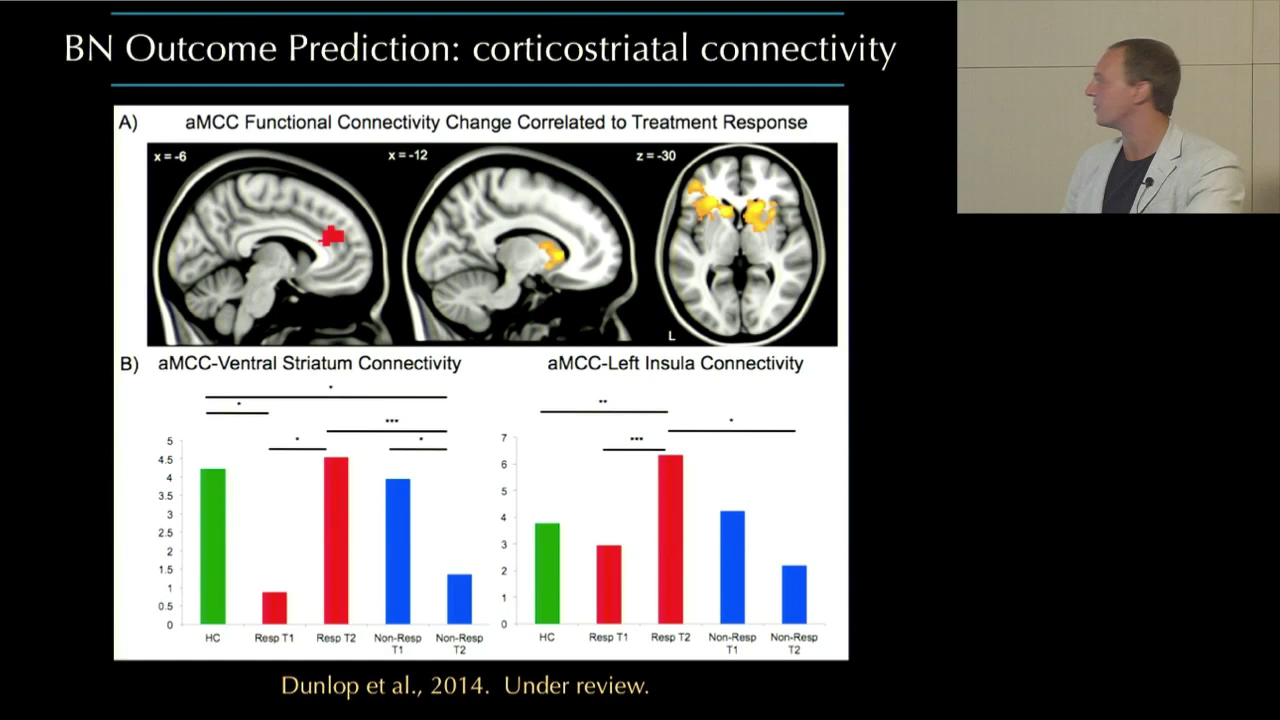 BN Outcome Prediction: corticostriatal connectivity
A) aMCC Functional Connectivity Change Correlated to Treatment Response
x = -6 x = -12 z = -30
L
B) aMCC-Ventral Striatum Connectivity
*
*
***
* *
5
4.5
4
3.5
3
2.5
2
1.5
1
0.5
0
HC Resp T1 Resp T2 Non-Resp T1 Non-Resp T2
aMCC-Left Insula Connectivity
**
*
***
7
6
5
4
3
2
1
0
HC Resp T1 Resp T2 Non-Resp T1 Non-Resp T2
Dunlop et al., 2014. Under review.